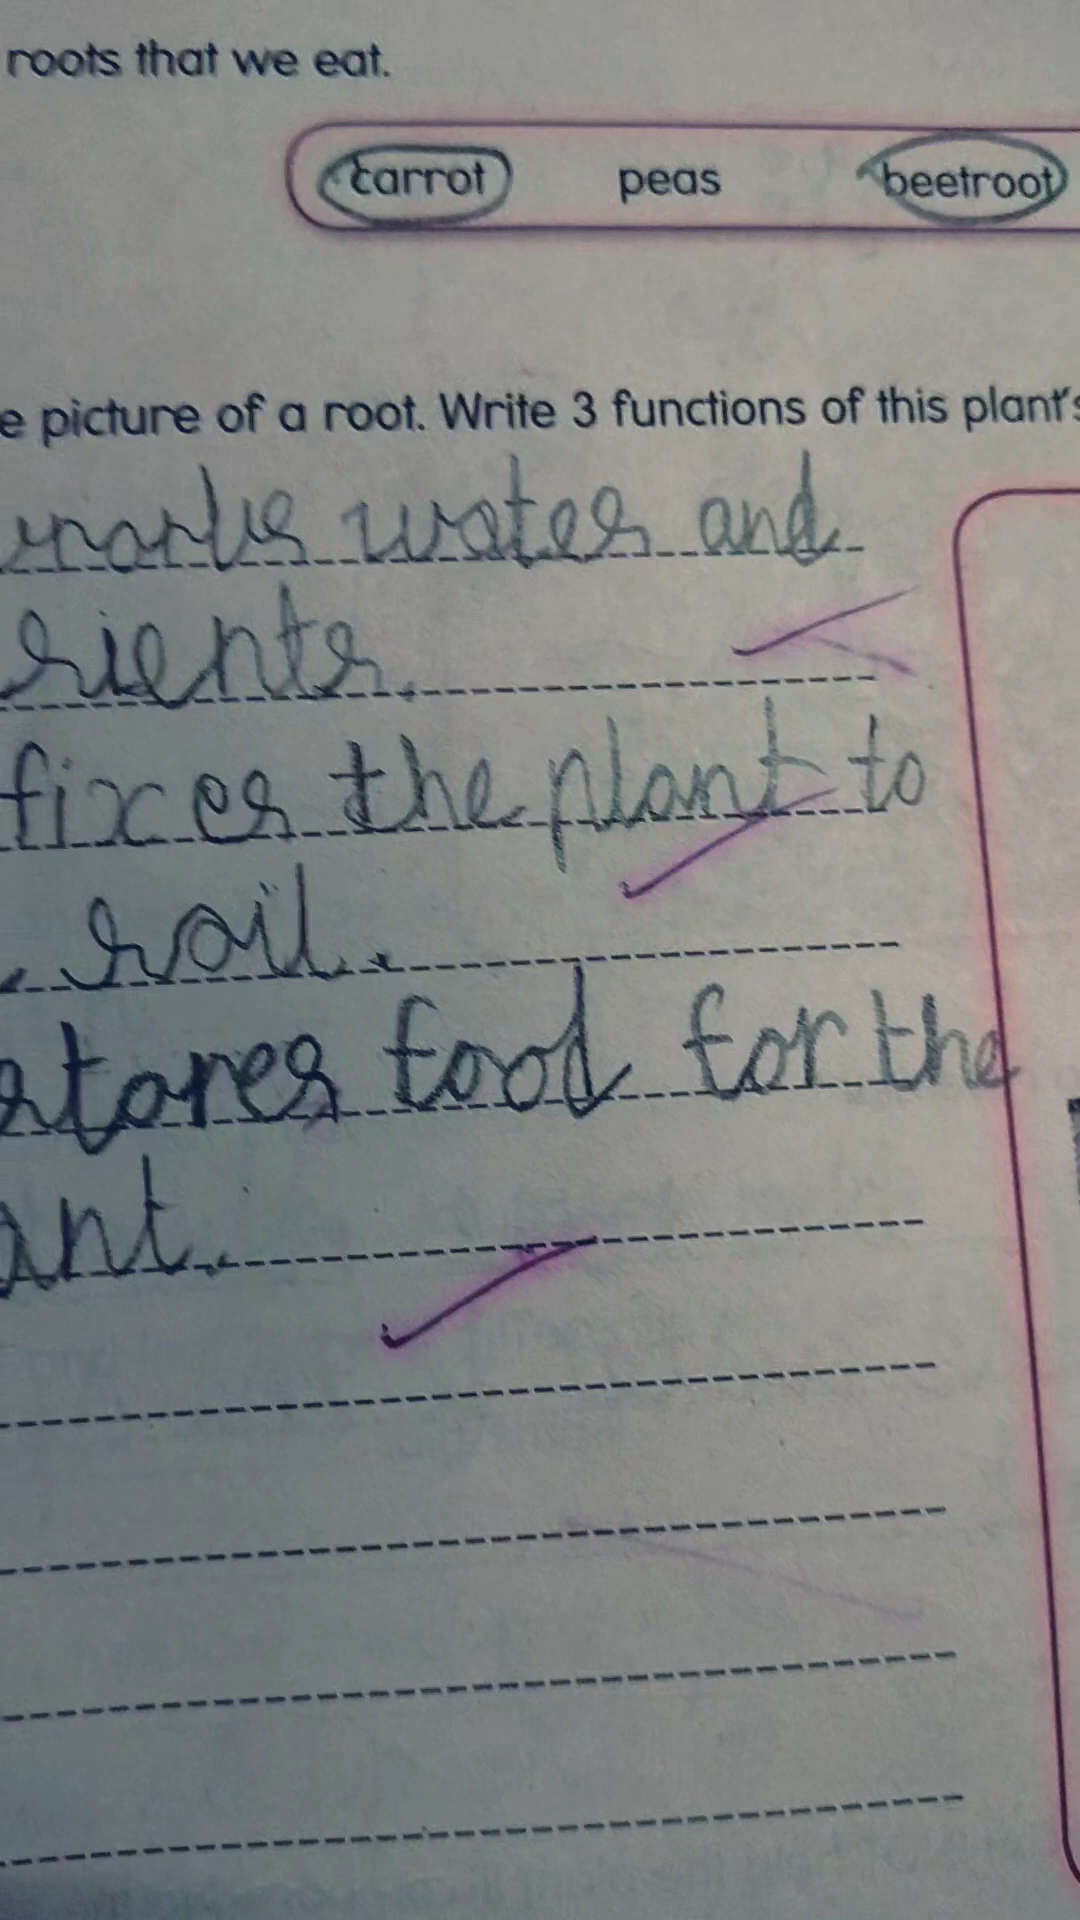 roots that we eat.
carrot peas beetroot
e picture of a root. Write 3 functions of this plant's
water and
rients.
fixes the plant to
soil.
stores food for the
ant.